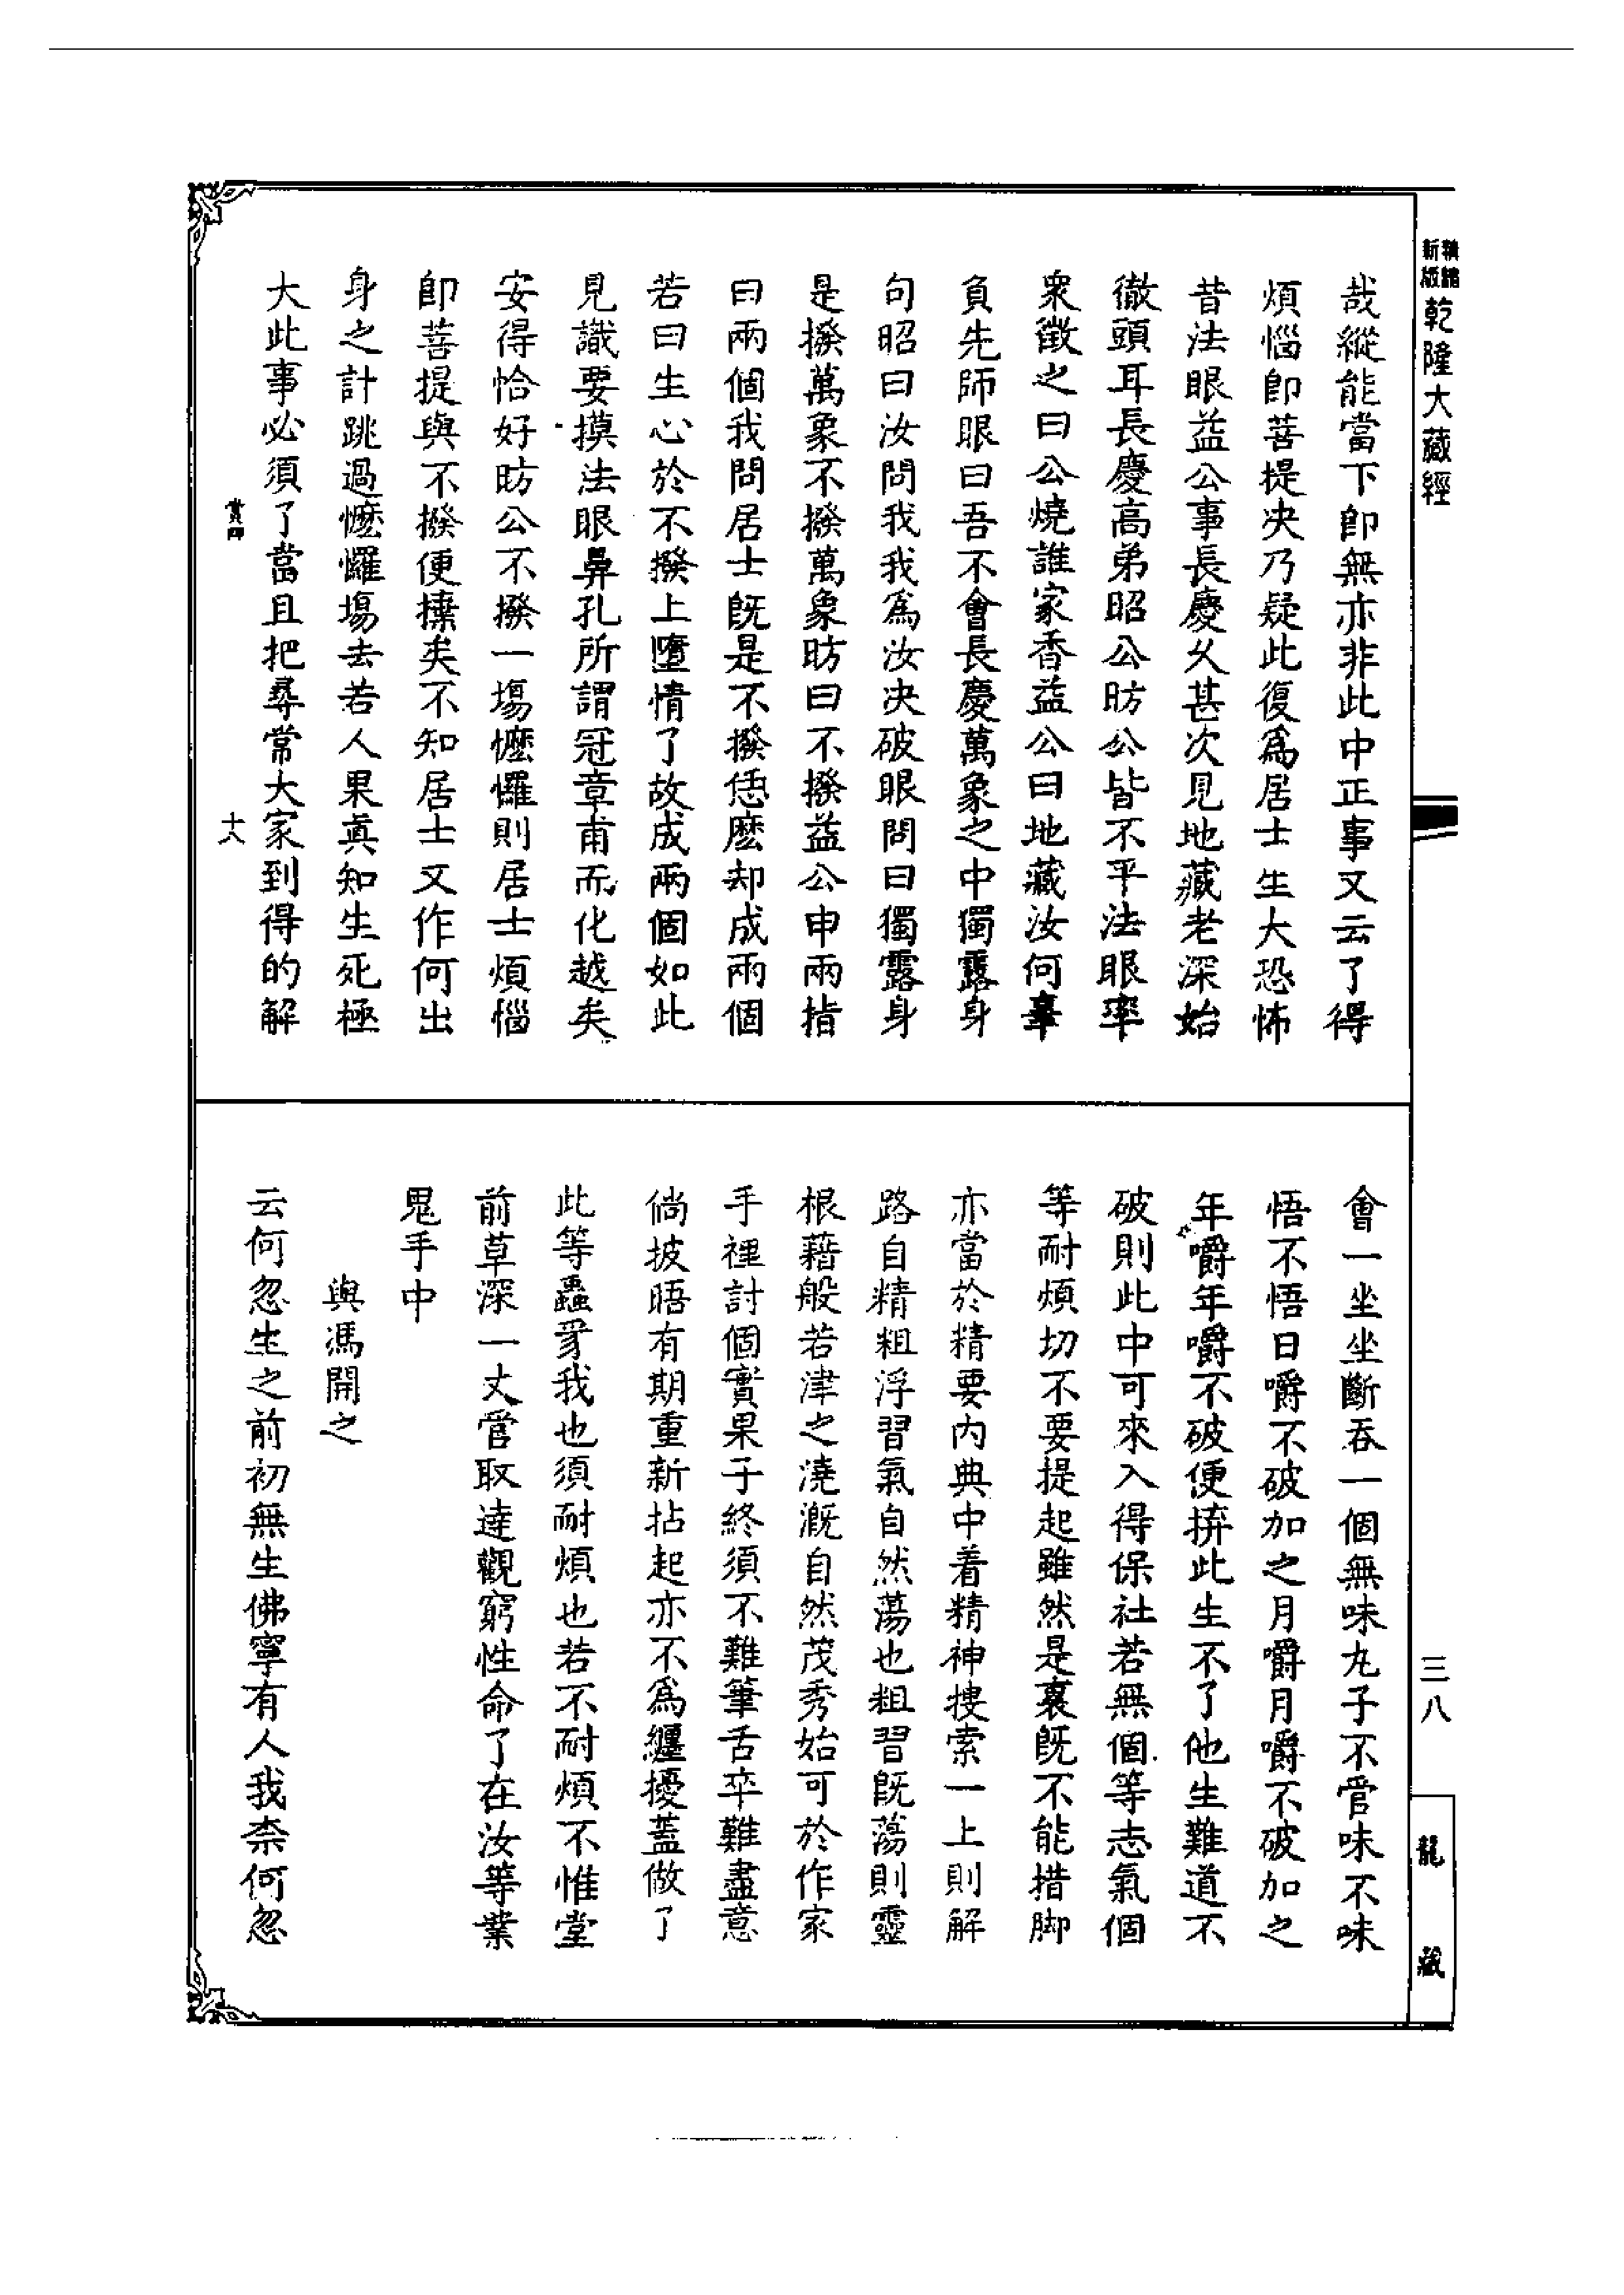 精縮
新版
乾隆大藏經
哉縱能當下卽無亦非此中正事又云了得
煩惱卽菩提决乃疑此復爲居士生大恐怖
昔法眼益公事長慶久甚次見地藏老深始
徹頭耳長慶高弟昭公昉公皆不平法眼率
衆徵之曰公燒誰家香益公曰地藏汝何辜
負先師眼曰吾不會長慶萬象之中獨露身
句昭曰汝問我我爲汝决破眼問曰獨露身
是撥萬象不撥萬象昉曰不撥益公申兩指
曰兩個我問居士旣是不撥恁麽却成兩個
若曰生心於不撥上墮情了故成兩個如此
見識要摸法眼鼻孔所謂冠章甫而化越矣
安得恰好昉公不撥一場㦬㦬則居士煩惱
卽菩提與不撥便㨾矣不知居士又作何出
身之計跳過㦬㦬場去若人果眞知生死極
大此事必須了當且把尋常大家到得的解
賞四
十八
會一坐坐斷吞一個無味丸子不管味不味
悟不悟日嚼不破加之月嚼月嚼不破加之
年嚼年嚼不破便拚此生不了他生難道不
破則此中可來入得保社若無個等志氣個
等耐煩切不要提起雖然是裏旣不能措脚
亦當於精要內典中着精神搜索一上則解
路自精粗浮習氣自然蕩也粗習旣蕩則靈
根藉般若津之澆溉自然茂秀始可於作家
手裡討個實果子終須不難筆舌卒難盡意
倘披晤有期重新拈起亦不爲纏擾蓋做了
此等蟲豸我也須耐煩也若不耐煩不惟堂
前草深一丈管取達觀窮性命了在汝等業
鬼手中
與馮開之
云何忽生之前初無生佛寧有人我柰何忽
三八
龍藏